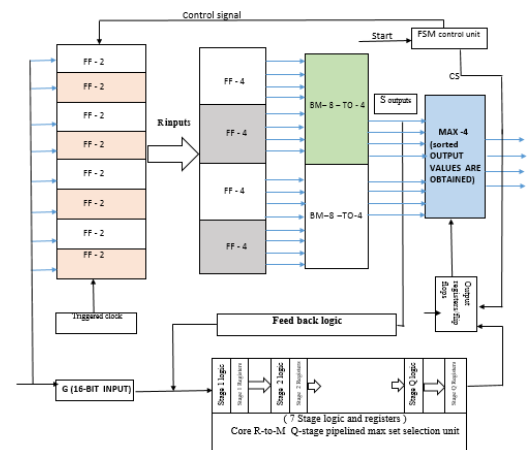 Control signal
Start
FSM control unit
CS
FF - 2
FF - 2
FF - 2
FF - 2
FF - 2
FF - 2
FF - 2
FF - 2
Triggered clock
R inputs
FF - 4
FF - 4
FF - 4
FF - 4
BM– 8 – TO - 4
BM–8 –TO-4
S outputs
MAX -4
(sorted
OUTPUT
VALUES ARE
OBTAINED)
Output
registers/flip
flops
Feed back logic
G (16-BIT INPUT)
Stage 1 logic
Stage 1 Registers
Stage 2 logic
Stage 2 Registers
Stage Q logic
Stage Q Registers
( 7 Stage logic and registers )
Core R-to-M Q-stage pipelined max set selection unit